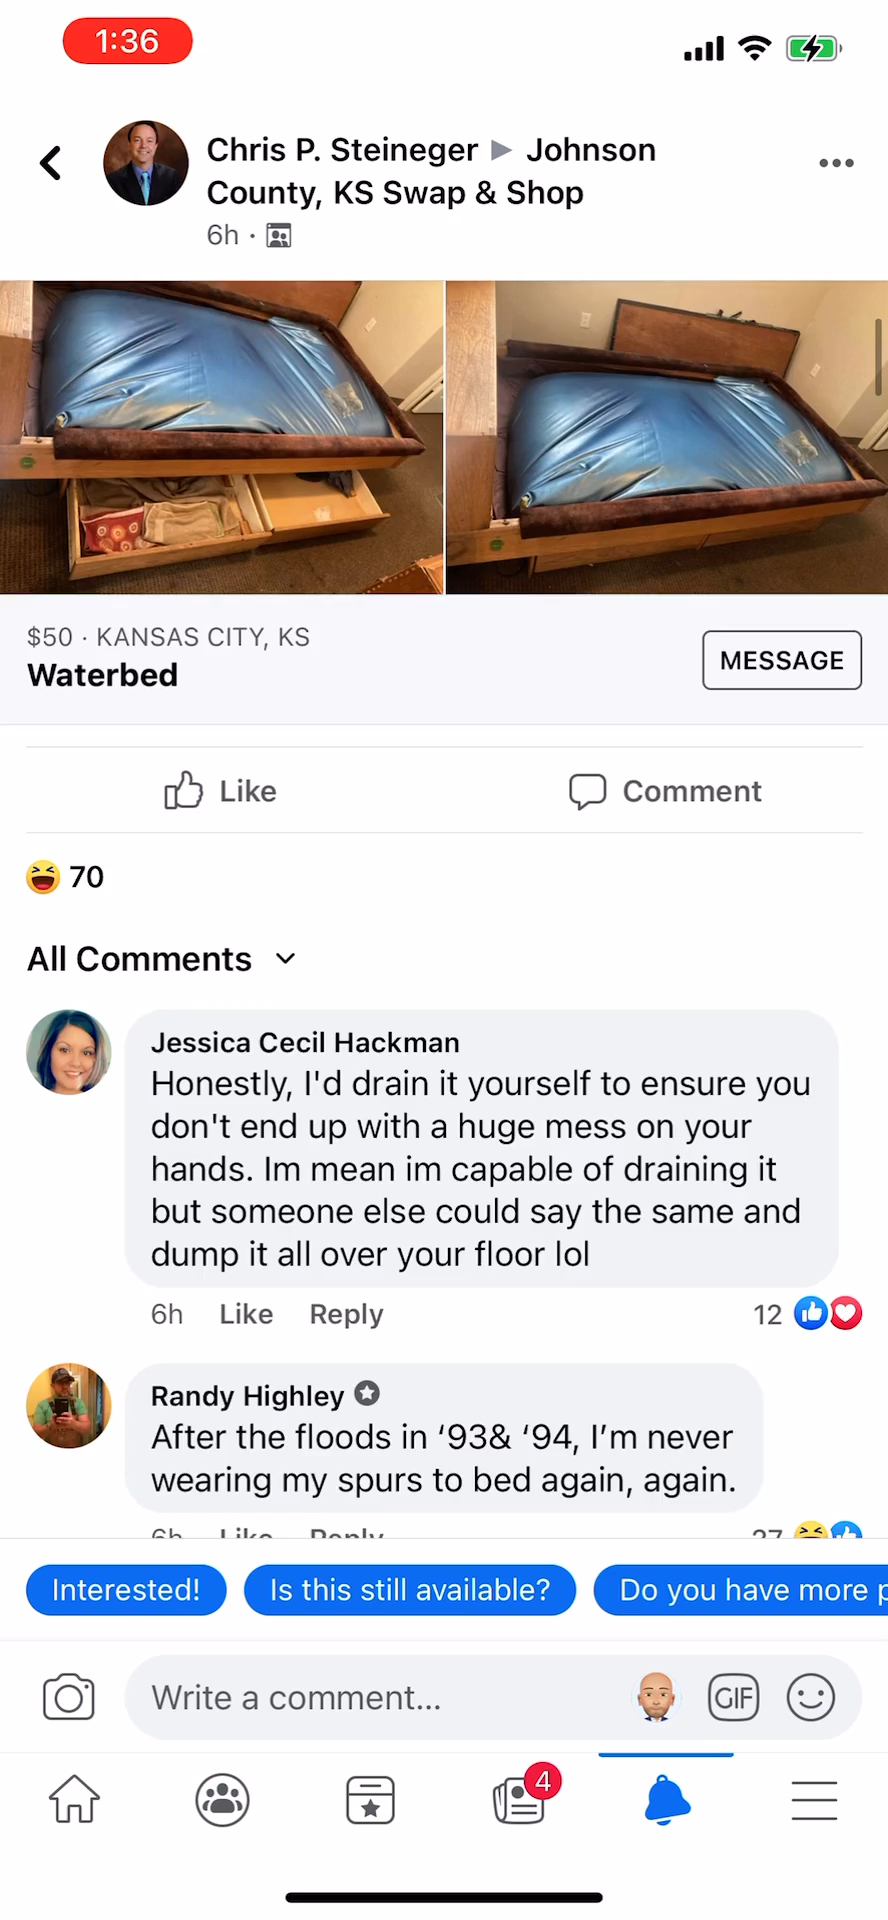 1:36
Chris P. Steineger ▶ Johnson
County, KS Swap & Shop
6h ·
$50 · KANSAS CITY, KS
Waterbed
MESSAGE
Like
Comment
70
All Comments
Jessica Cecil Hackman
Honestly, I'd drain it yourself to ensure you
don't end up with a huge mess on your
hands. Im mean im capable of draining it
but someone else could say the same and
dump it all over your floor lol
6h Like Reply 12
Randy Highley
After the floods in ‘93& ‘94, I’m never
wearing my spurs to bed again, again.
6h Like Reply 27
Interested!
Is this still available?
Do you have more p
Write a comment...
GIF
4